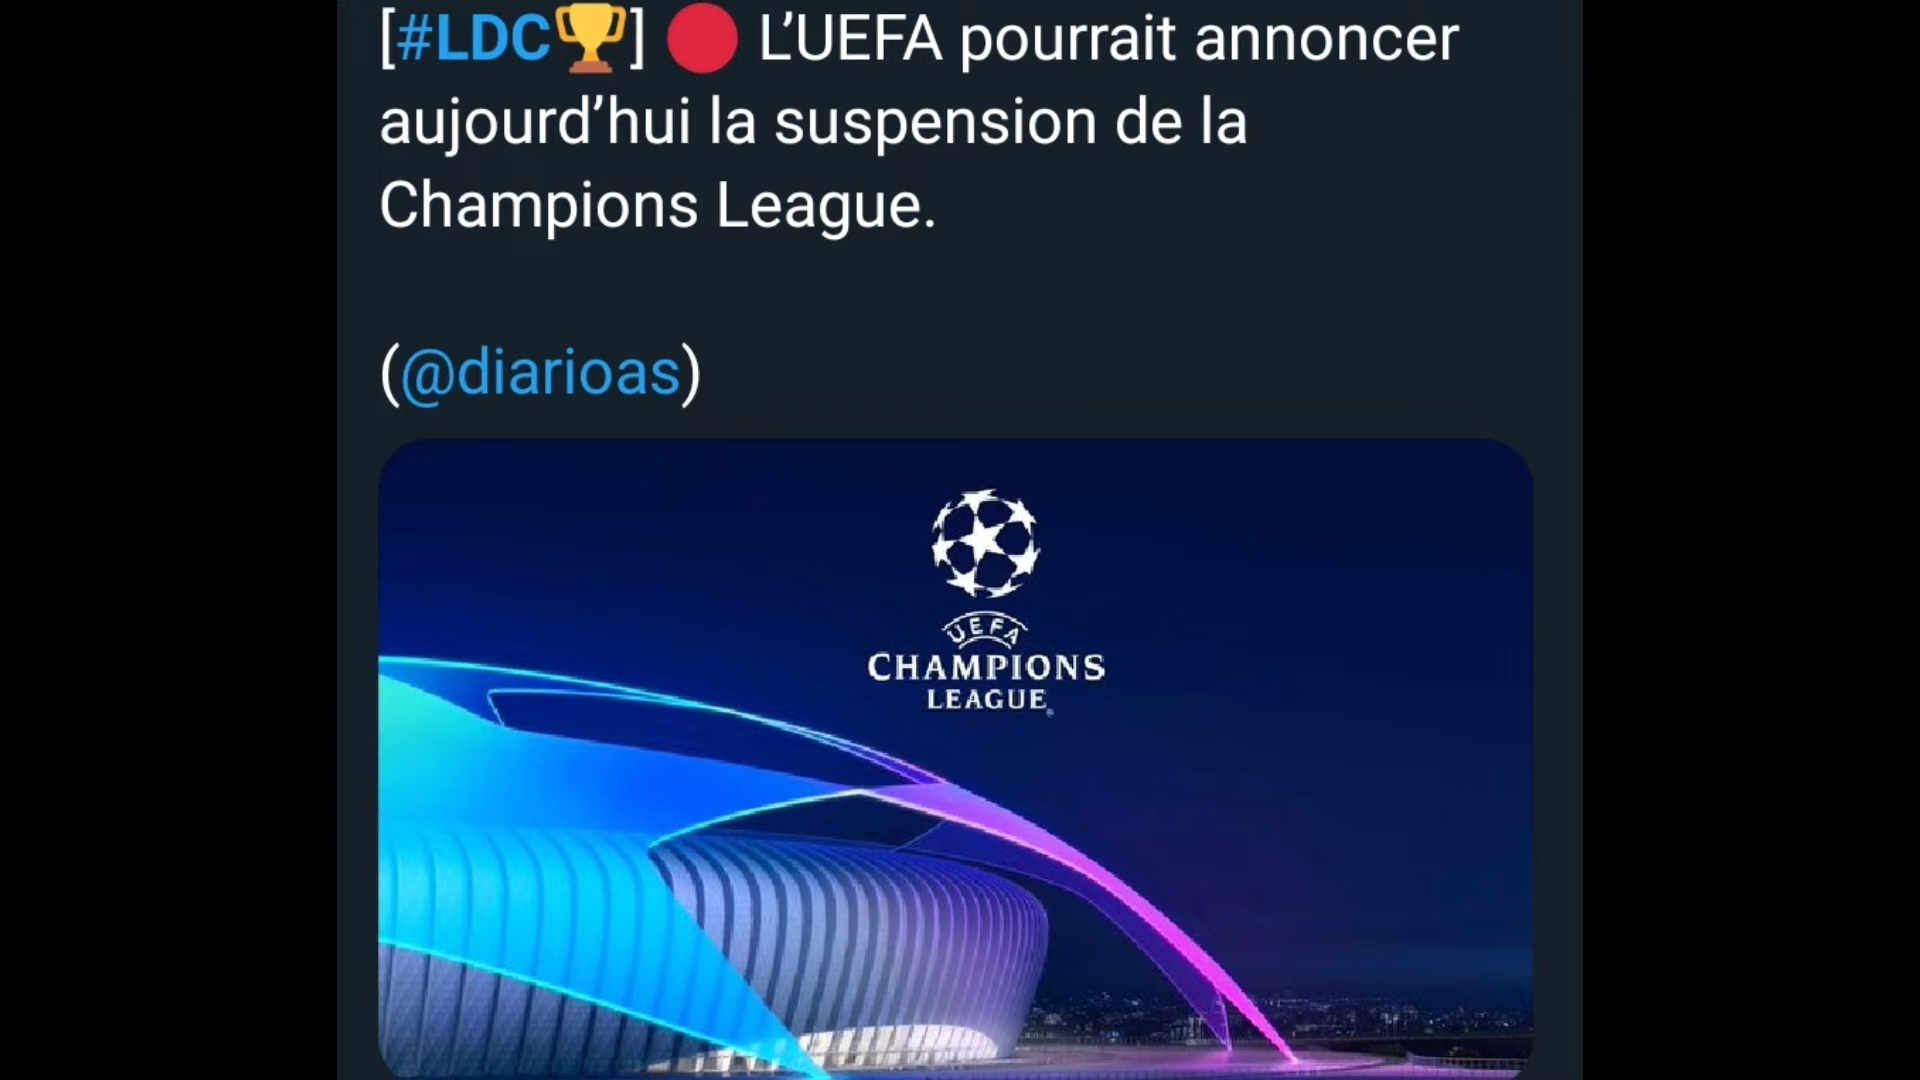 [#LDC🏆] 🔴 L’UEFA pourrait annoncer
aujourd’hui la suspension de la
Champions League.
(@diarioas)
UEFA
CHAMPIONS
LEAGUE